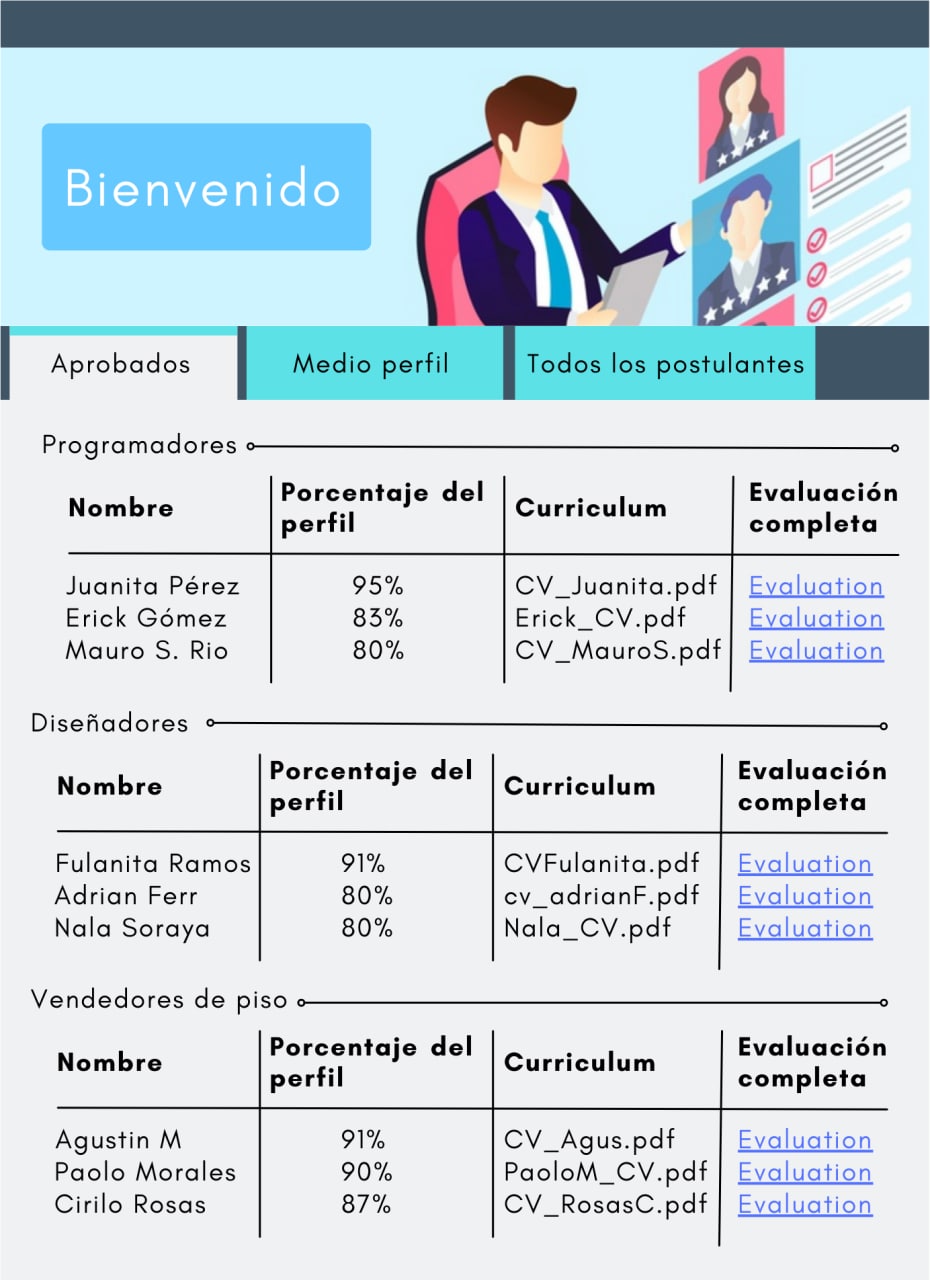 Bienvenido
Aprobados Medio perfil Todos los postulantes
Programadores
Nombre Porcentaje del perfil Curriculum Evaluación completa
Juanita Pérez 95% CV_Juanita.pdf Evaluation
Erick Gómez 83% Erick_CV.pdf Evaluation
Mauro S. Rio 80% CV_MauroS.pdf Evaluation
Diseñadores
Nombre Porcentaje del perfil Curriculum Evaluación completa
Fulanita Ramos 91% CVFulanita.pdf Evaluation
Adrian Ferr 80% cv_adrianF.pdf Evaluation
Nala Soraya 80% Nala_CV.pdf Evaluation
Vendedores de piso
Nombre Porcentaje del perfil Curriculum Evaluación completa
Agustin M 91% CV_Agus.pdf Evaluation
Paolo Morales 90% PaoloM_CV.pdf Evaluation
Cirilo Rosas 87% CV_RosasC.pdf Evaluation